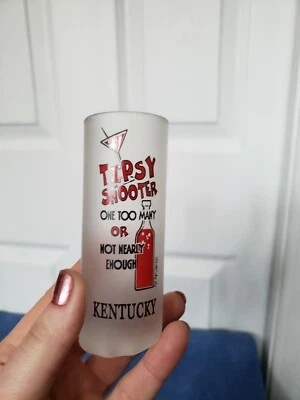 TIPSY
SHOOTER
ONE TOO MANY
OR
NOT NEARLY
ENOUGH
KENTUCKY